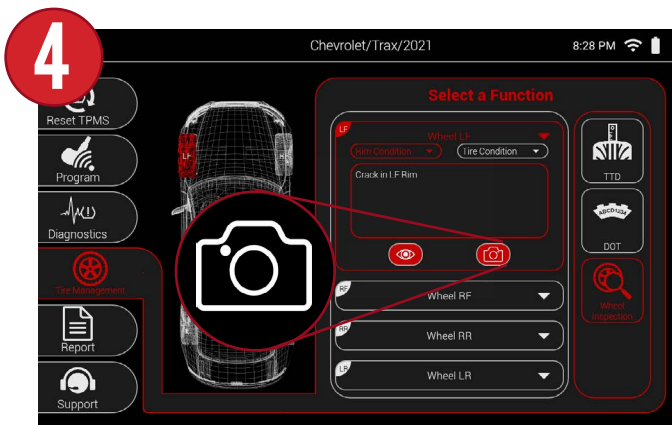 4
Chevrolet/Trax/2021
8:28 PM
Reset TPMS
Program
Diagnostics
Tire Management
Report
Support
LF
R
Select a Function
LF
Wheel LF
Rim Condition
Tire Condition
Crack in LF Rim
RF
Wheel RF
RR
Wheel RR
LR
Wheel LR
TTD
ABCD1234
DOT
Wheel
Inspection